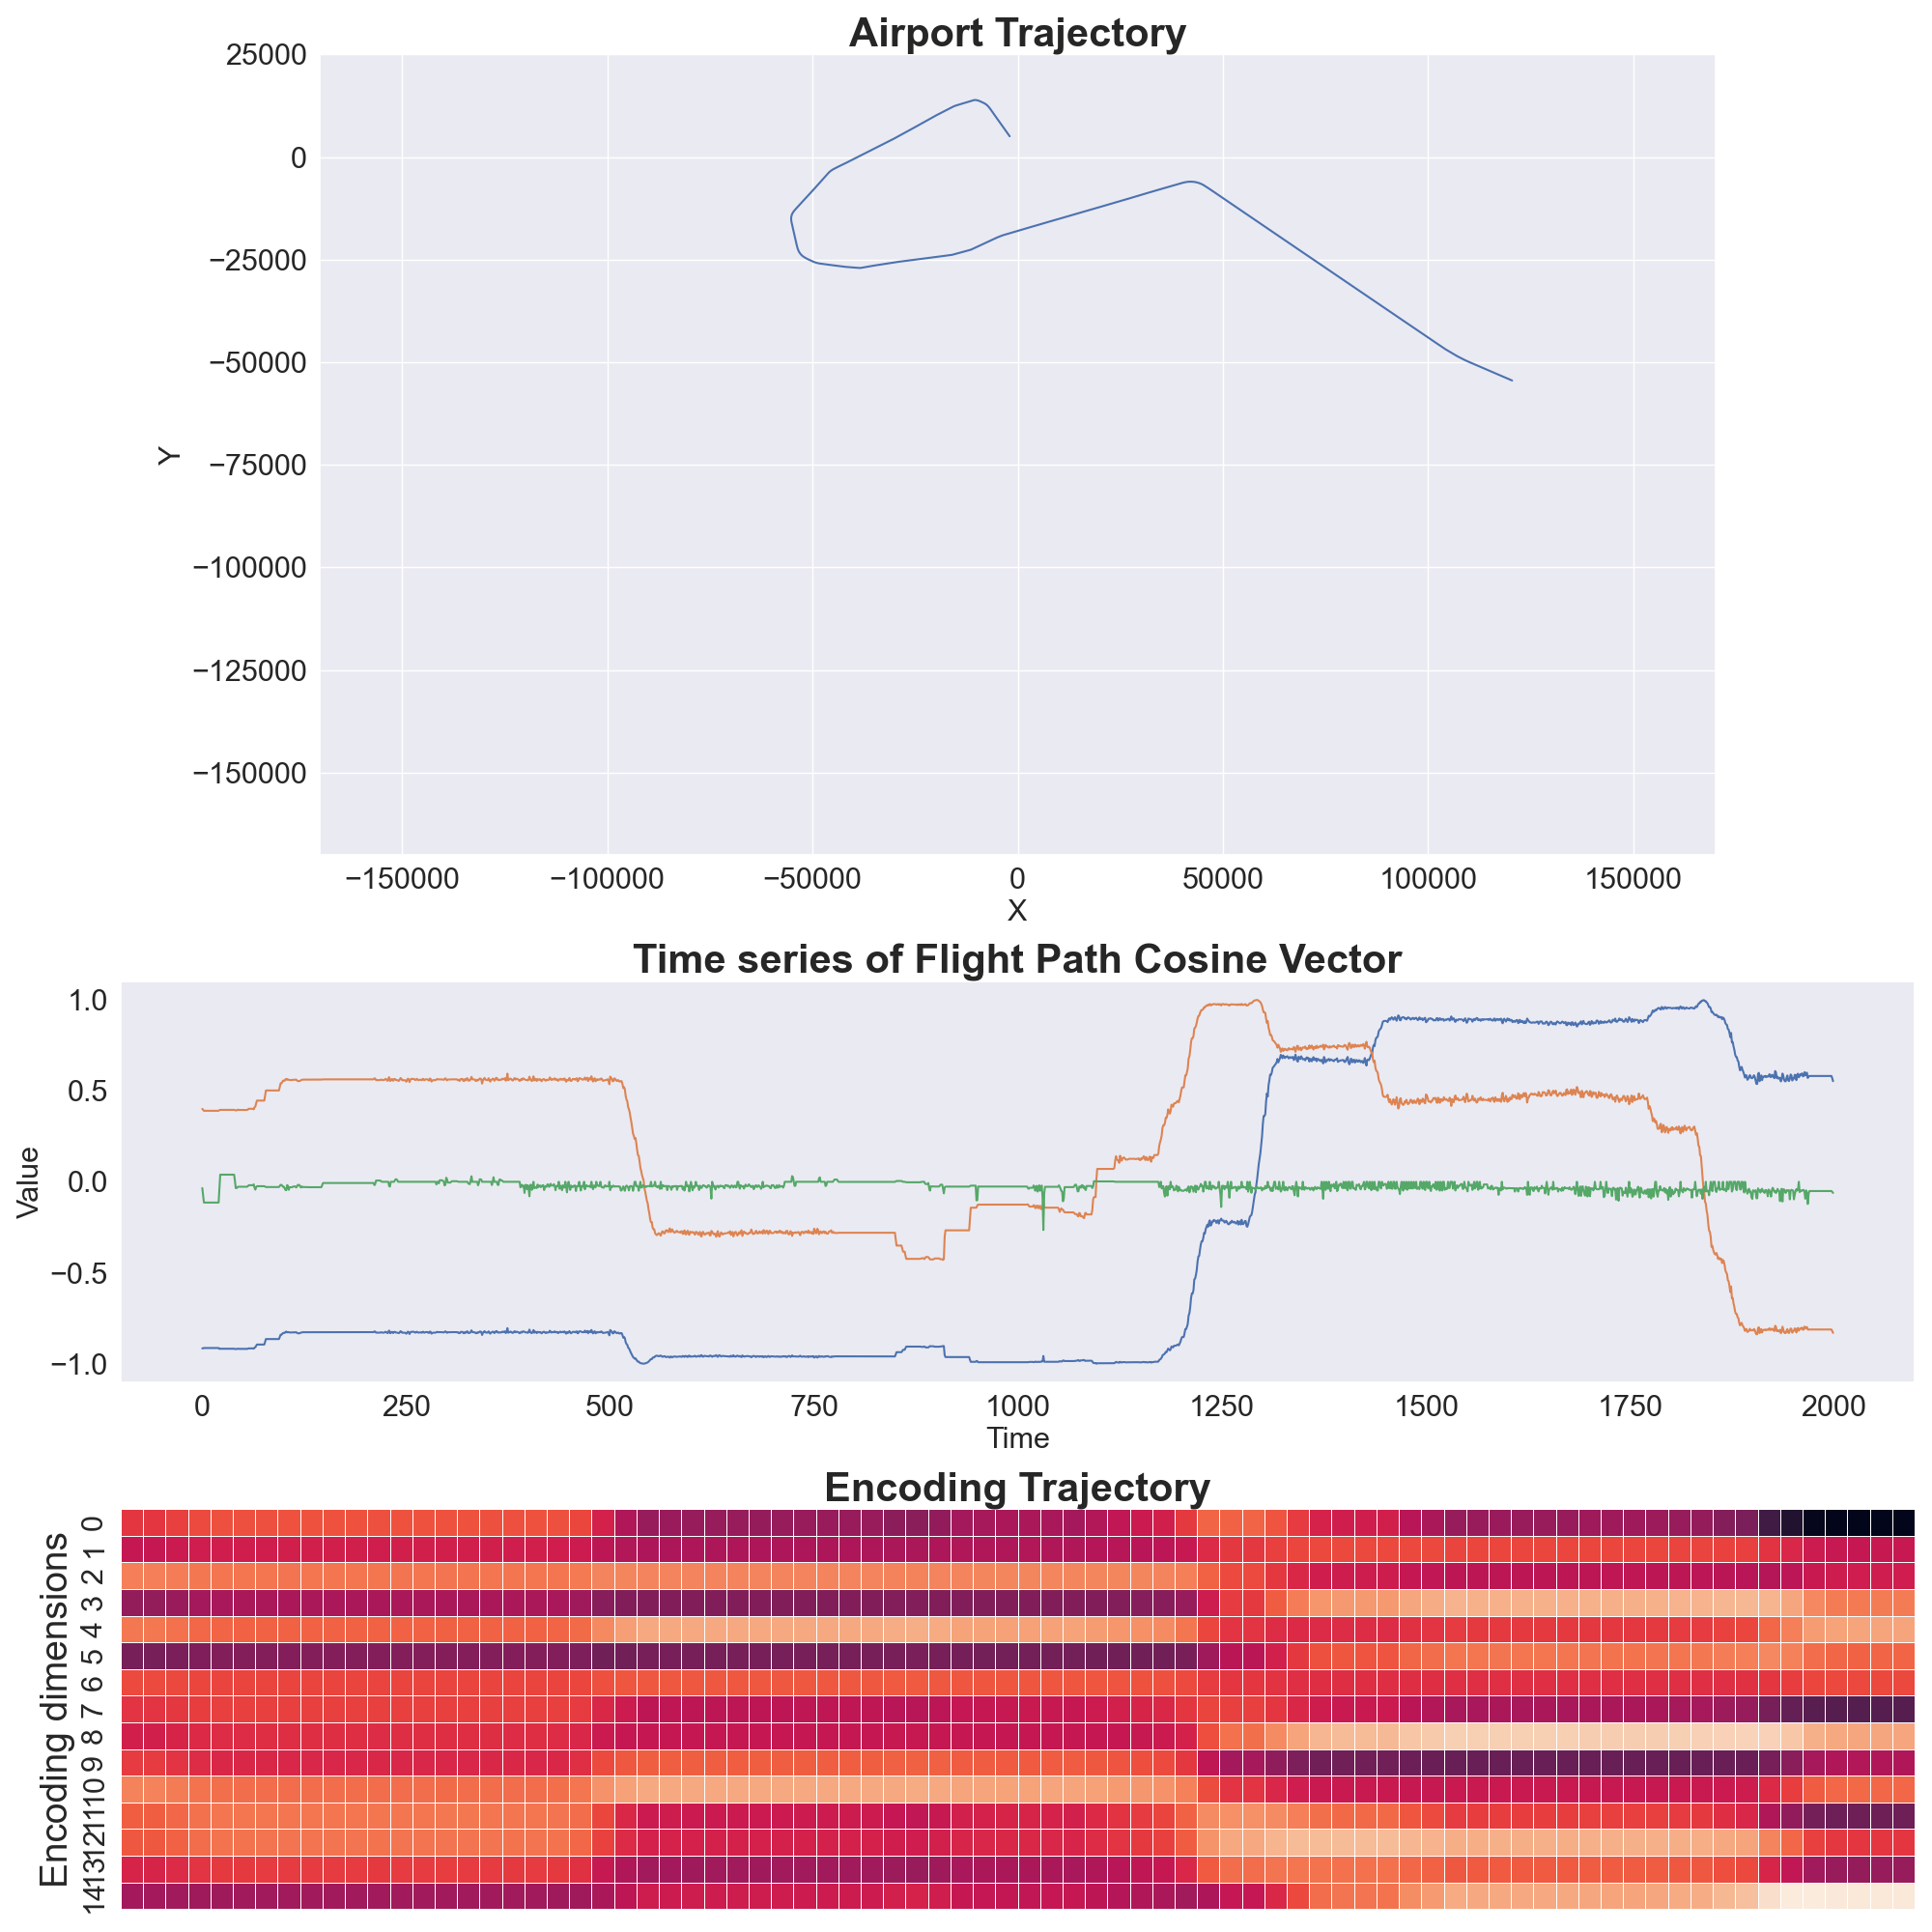 Airport Trajectory
25000
0
−25000
−50000
−75000
−100000
−125000
−150000
Y
−150000 −100000 −50000 0 50000 100000 150000
X
Time series of Flight Path Cosine Vector
1.0
0.5
0.0
−0.5
−1.0
Value
0 250 500 750 1000 1250 1500 1750 2000
Time
Encoding Trajectory
Encoding dimensions
0
1
2
3
4
5
6
7
8
9
10
11
12
13
14